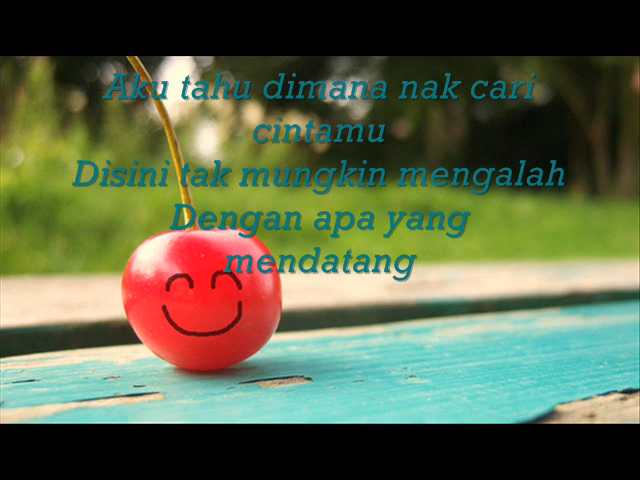 Aku tahu dimana nak cari
cintamu
Disini tak mungkin mengalah
Dengan apa yang
mendatang